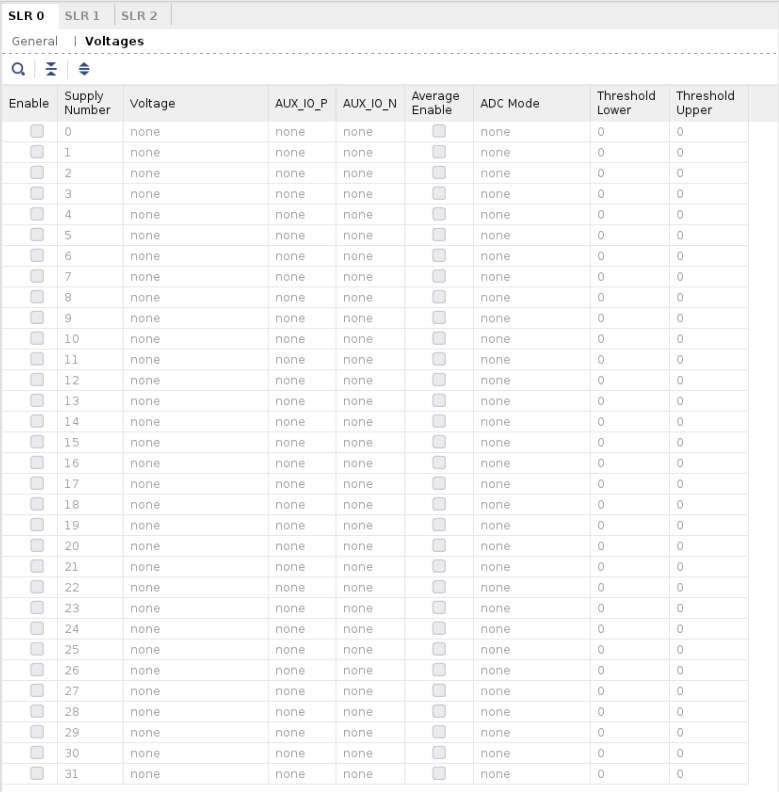 SLR 0 SLR 1 SLR 2
General | Voltages
Enable Supply Number Voltage AUX_IO_P AUX_IO_N Average Enable ADC Mode Threshold Lower Threshold Upper
0 none none none none 0 0
1 none none none none 0 0
2 none none none none 0 0
3 none none none none 0 0
4 none none none none 0 0
5 none none none none 0 0
6 none none none none 0 0
7 none none none none 0 0
8 none none none none 0 0
9 none none none none 0 0
10 none none none none 0 0
11 none none none none 0 0
12 none none none none 0 0
13 none none none none 0 0
14 none none none none 0 0
15 none none none none 0 0
16 none none none none 0 0
17 none none none none 0 0
18 none none none none 0 0
19 none none none none 0 0
20 none none none none 0 0
21 none none none none 0 0
22 none none none none 0 0
23 none none none none 0 0
24 none none none none 0 0
25 none none none none 0 0
26 none none none none 0 0
27 none none none none 0 0
28 none none none none 0 0
29 none none none none 0 0
30 none none none none 0 0
31 none none none none 0 0